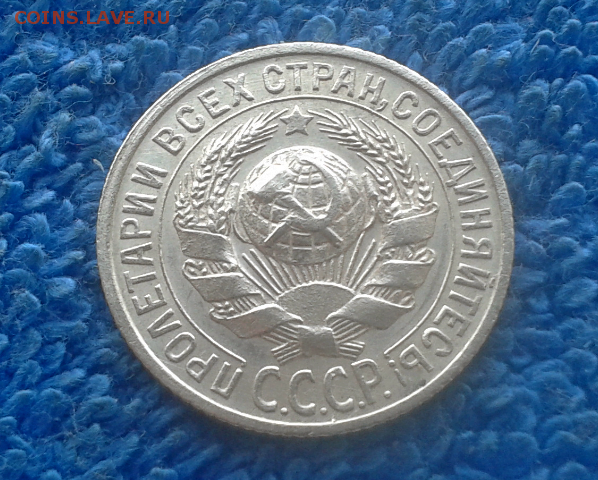 COINS.LAVE.RU
ПРОЛЕТАРИИ ВСЕХ СТРАН, СОЕДИНЯЙТЕСЬ!
С.С.С.Р.